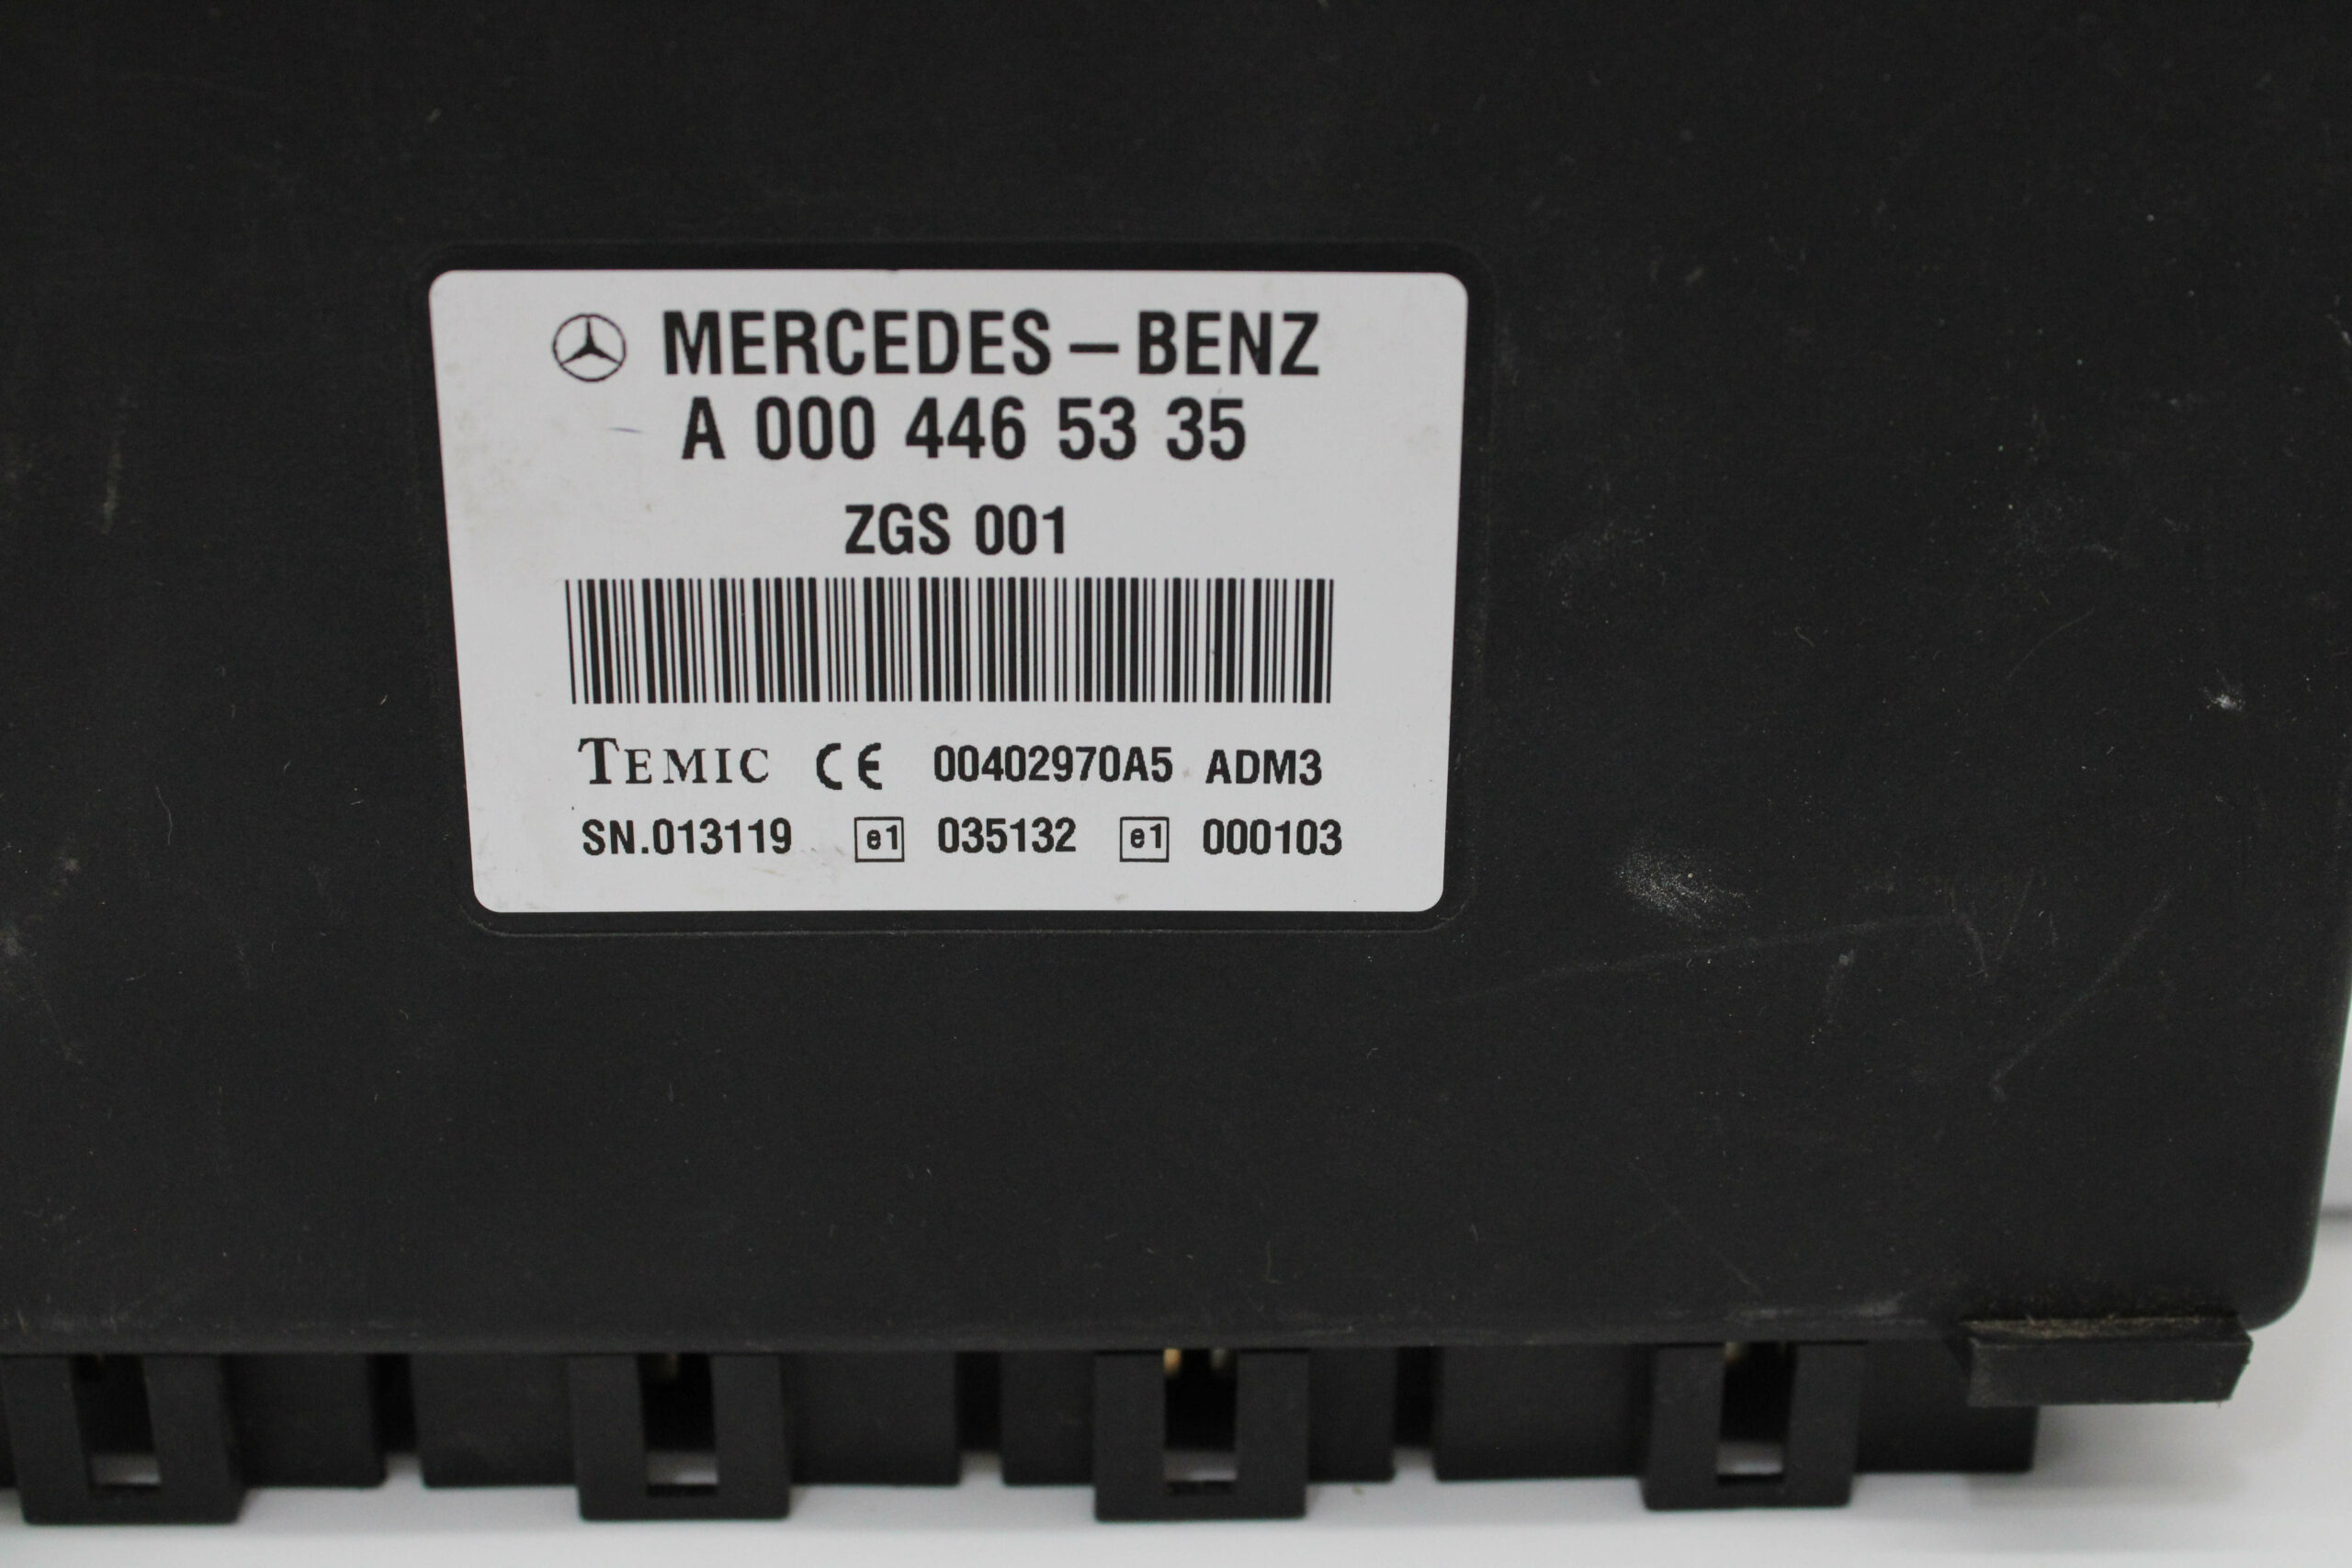 MERCEDES – BENZ
A 000 446 53 35
ZGS 001
TEMIC CE 00402970A5 ADM3
SN.013119 e1 035132 e1 000103